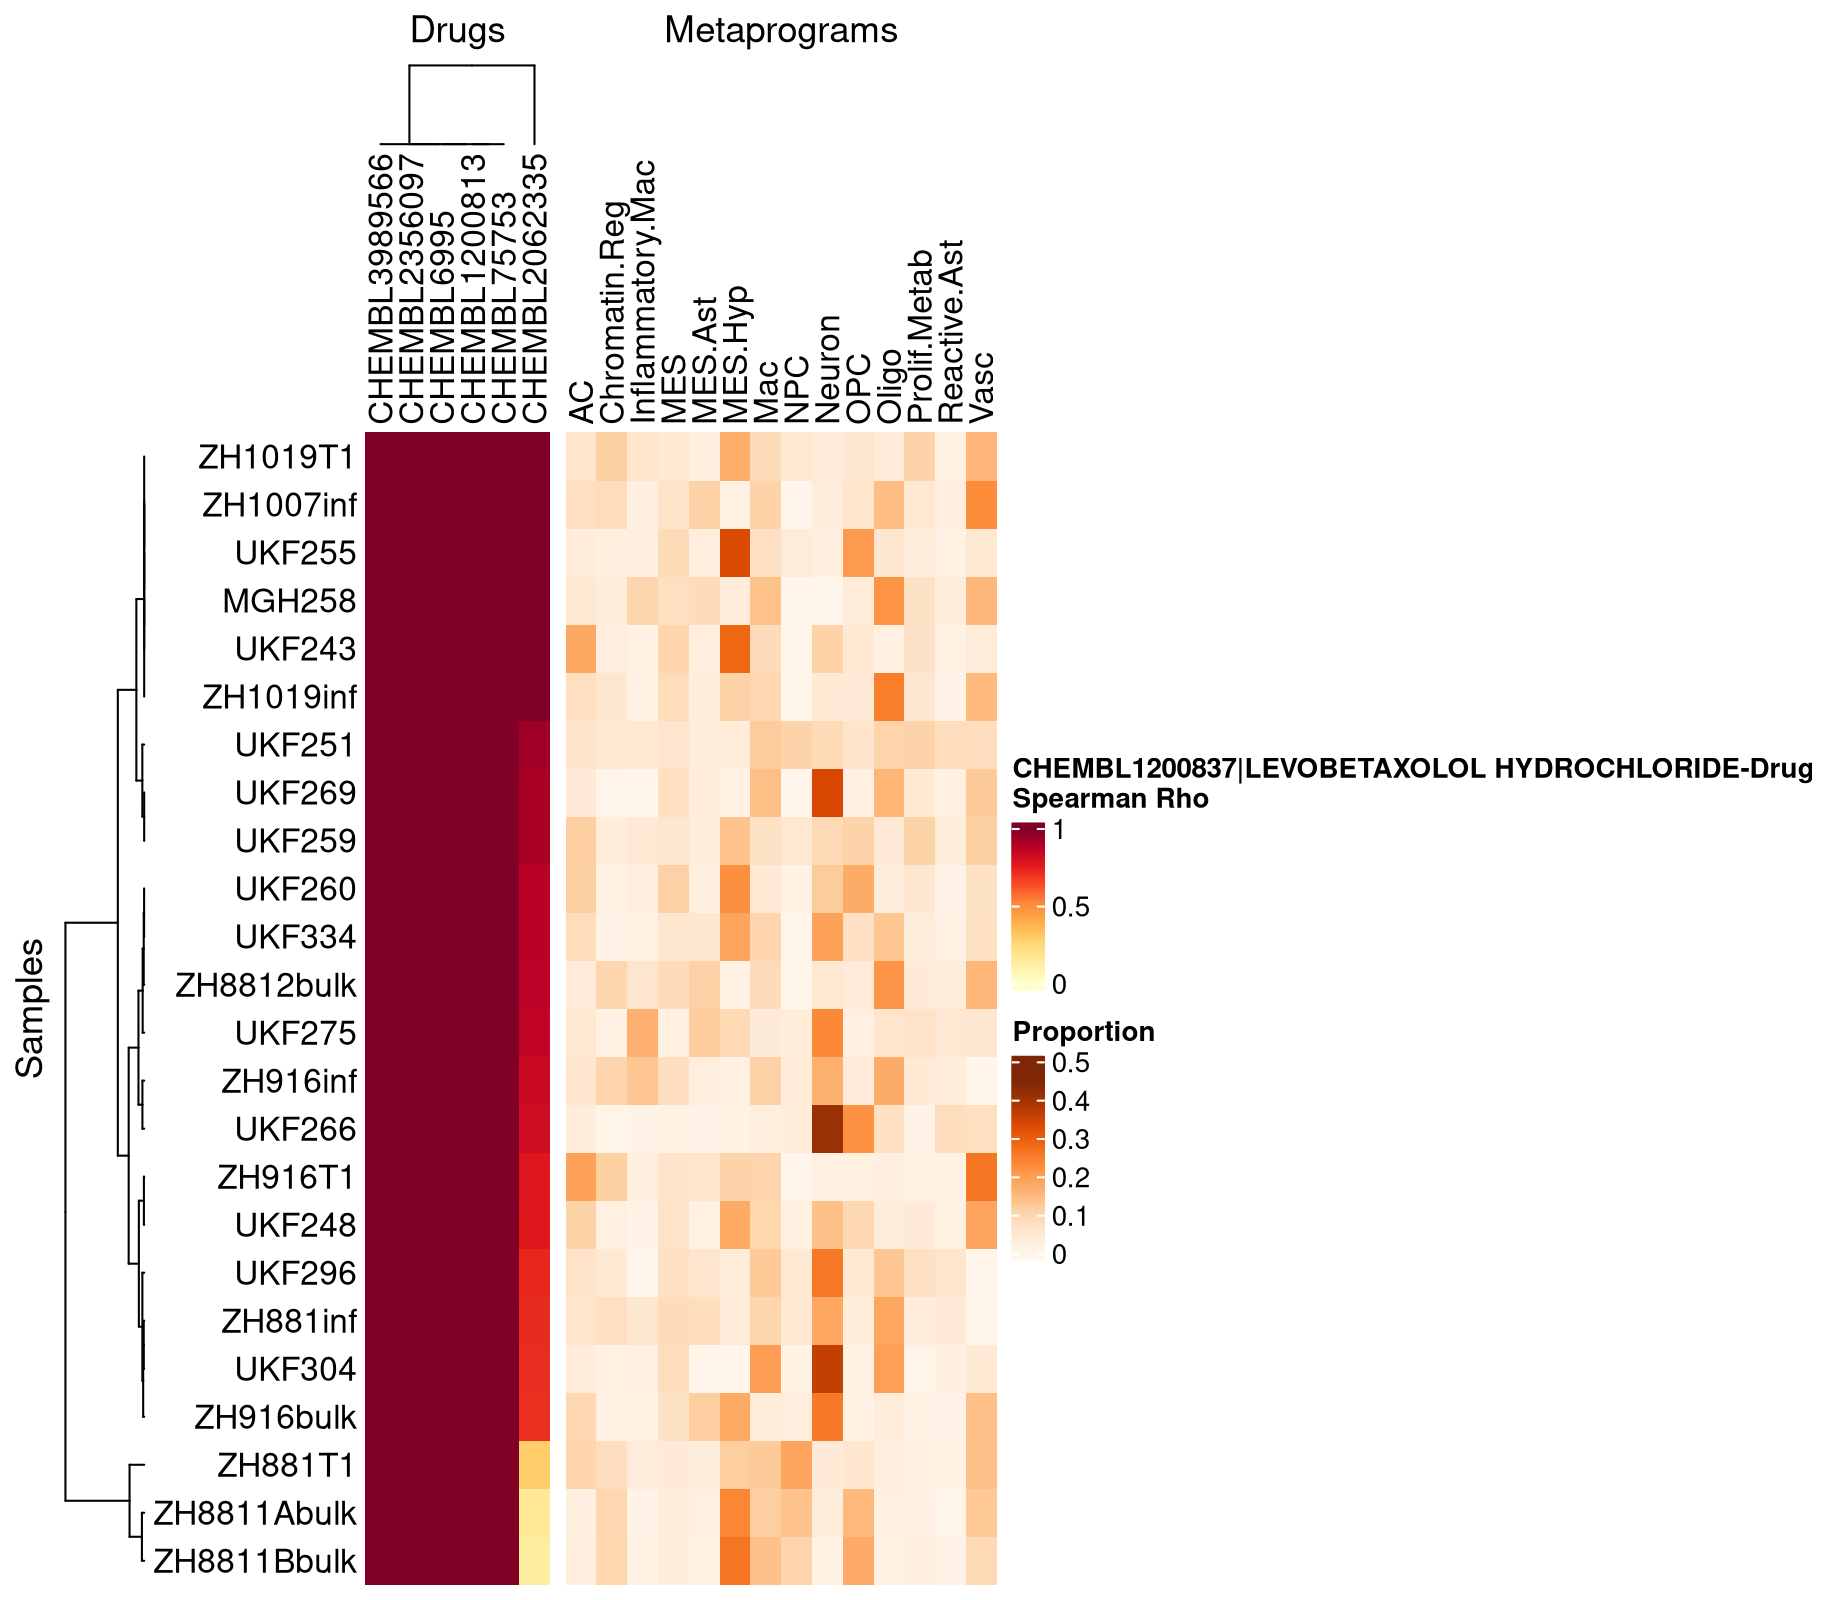 Drugs
Metaprograms
CHEMBL3989566
CHEMBL2356097
CHEMBL6995
CHEMBL1200813
CHEMBL75753
CHEMBL2062335
AC
Chromatin.Reg
Inflammatory.Mac
MES
MES.Ast
MES.Hyp
Mac
NPC
Neuron
OPC
Oligo
Prolif.Metab
Reactive.Ast
Vasc
Samples
ZH1019T1
ZH1007inf
UKF255
MGH258
UKF243
ZH1019inf
UKF251
UKF269
UKF259
UKF260
UKF334
ZH8812bulk
UKF275
ZH916inf
UKF266
ZH916T1
UKF248
UKF296
ZH881inf
UKF304
ZH916bulk
ZH881T1
ZH8811Abulk
ZH8811Bbulk
CHEMBL1200837|LEVOBETAXOLOL HYDROCHLORIDE-Drug
Spearman Rho
1
0.5
0
Proportion
0.5
0.4
0.3
0.2
0.1
0